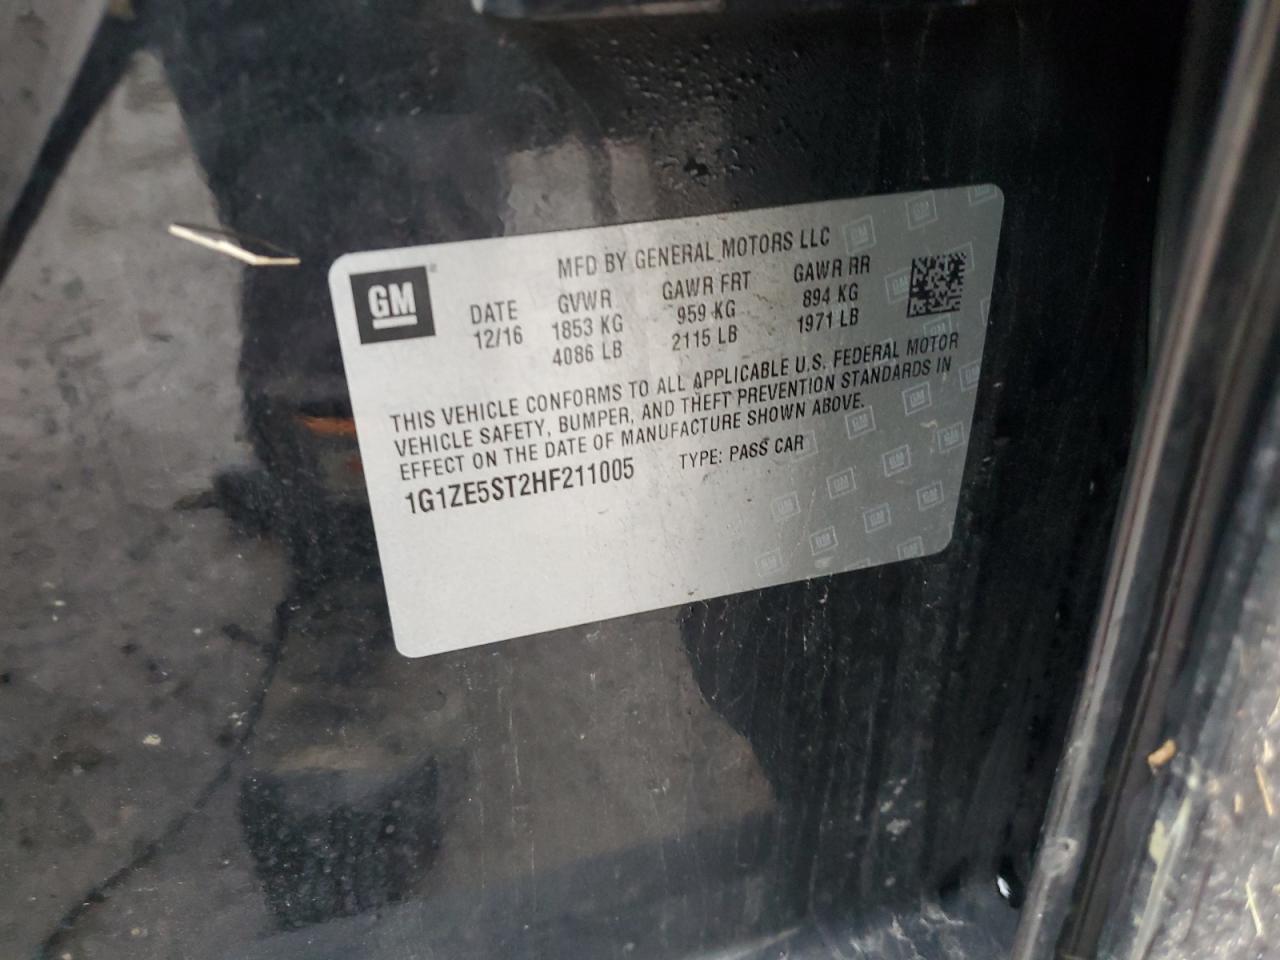 MFD BY GENERAL MOTORS LLC
GM®
DATE GVWR GAWR FRT GAWR RR
12/16 1853 KG 959 KG 894 KG
4086 LB 2115 LB 1971 LB
THIS VEHICLE CONFORMS TO ALL APPLICABLE U.S. FEDERAL MOTOR
VEHICLE SAFETY, BUMPER, AND THEFT PREVENTION STANDARDS IN
EFFECT ON THE DATE OF MANUFACTURE SHOWN ABOVE.
1G1ZE5ST2HF211005 TYPE: PASS CAR